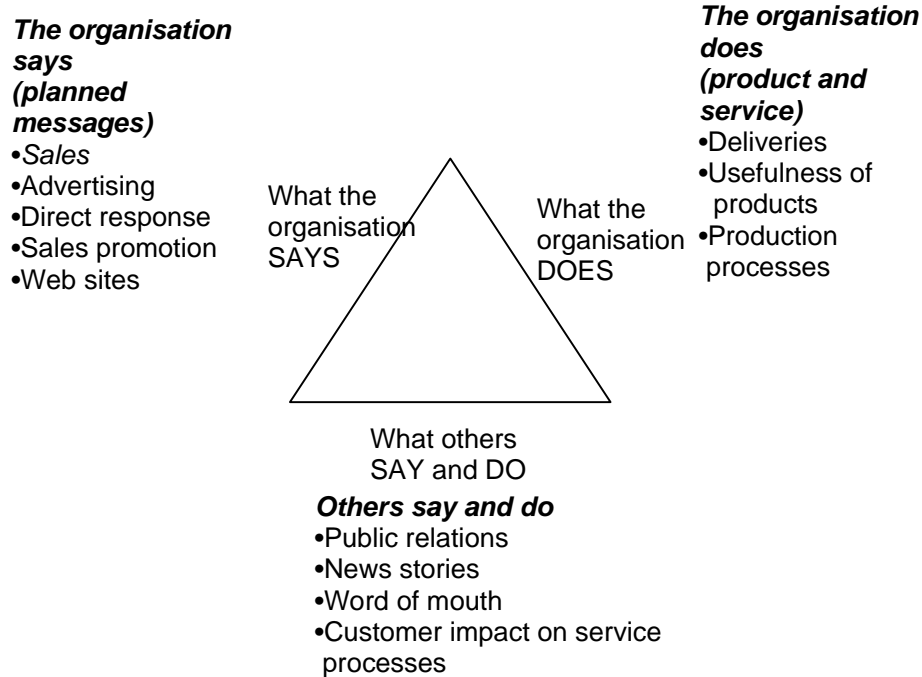 The organisation
says
(planned
messages)
•Sales
•Advertising
•Direct response
•Sales promotion
•Web sites
What the
organisation
SAYS
What the
organisation
DOES
The organisation
does
(product and
service)
•Deliveries
•Usefulness of
products
•Production
processes
What others
SAY and DO
Others say and do
•Public relations
•News stories
•Word of mouth
•Customer impact on service
processes